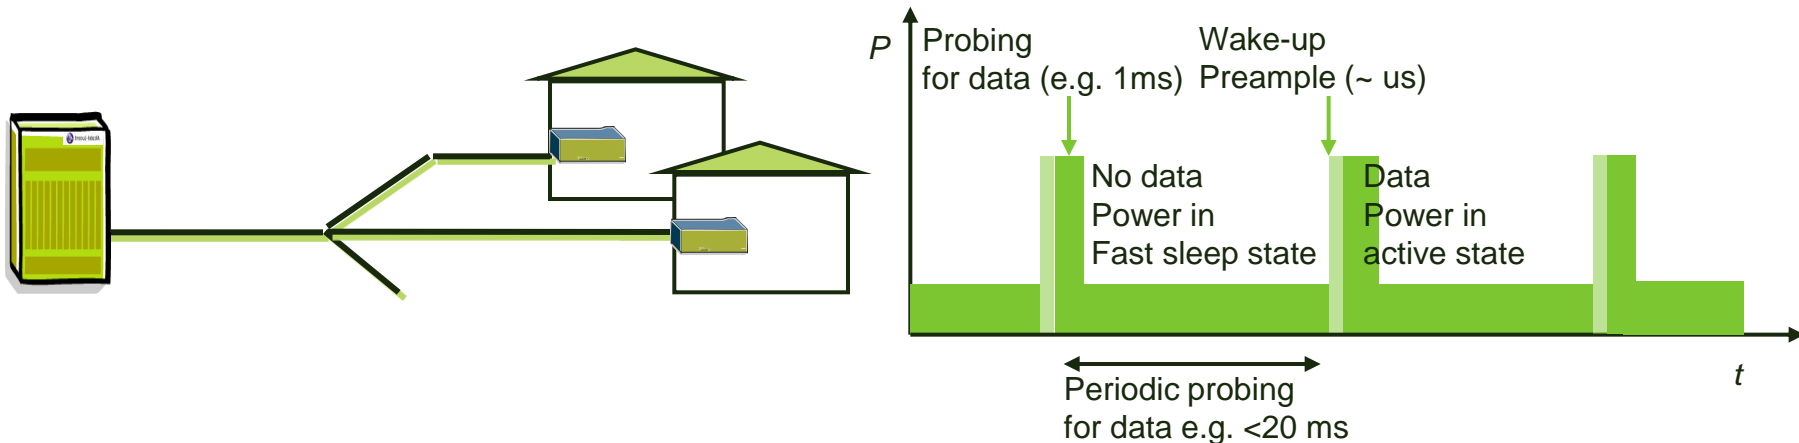 P
Probing
for data (e.g. 1ms)
Wake-up
Preample (~ us)
No data
Power in
Fast sleep state
Data
Power in
active state
t
Periodic probing
for data e.g. <20 ms